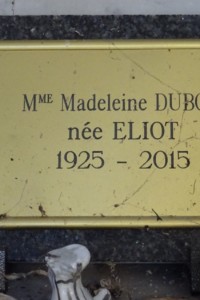 Mᴹᴱ Madeleine DUBO
née ELIOT
1925 - 2015